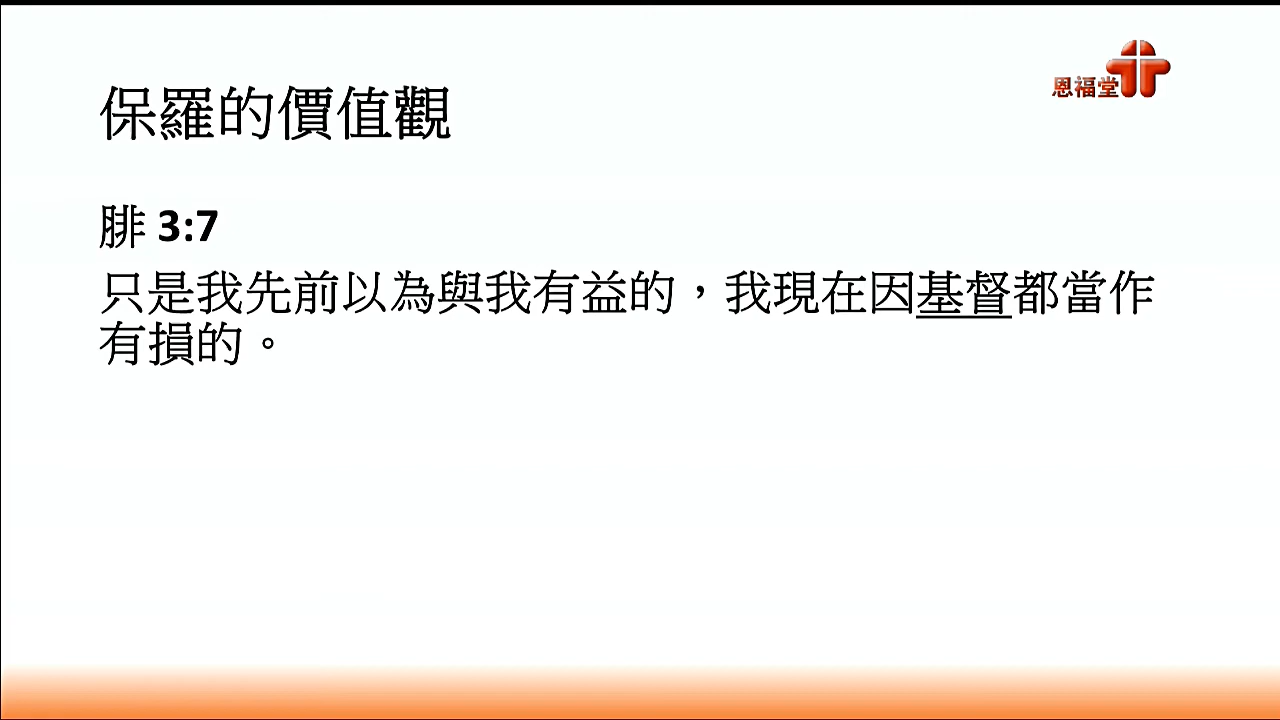 恩福堂
保羅的價值觀
腓 3:7
只是我先前以為與我有益的，我現在因基督都當作
有損的。